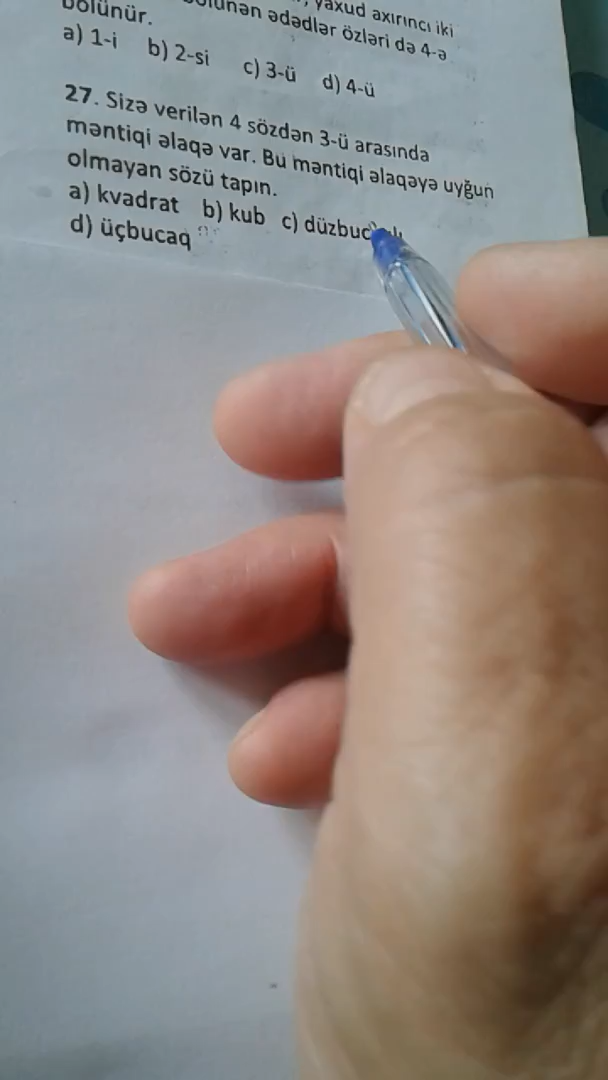 yaxud axırıncı iki
bölünür. bölünən ədədlər özləri də 4-ə
a) 1-i b) 2-si c) 3-ü d) 4-ü
27. Sizə verilən 4 sözdən 3-ü arasında
məntiqi əlaqə var. Bu məntiqi əlaqəyə uyğun
olmayan sözü tapın.
a) kvadrat b) kub c)
d) üçbucaq